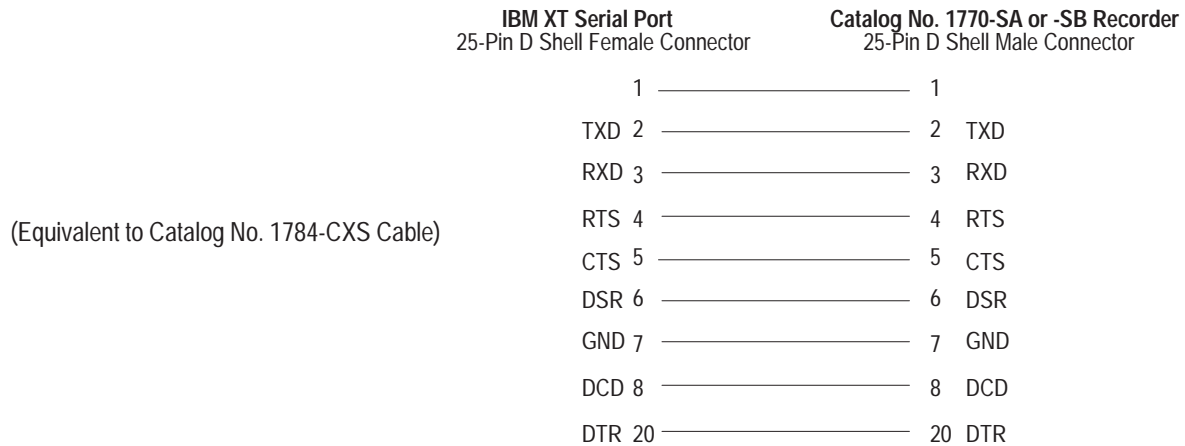 IBM XT Serial Port Catalog No. 1770-SA or -SB Recorder
25-Pin D Shell Female Connector 25-Pin D Shell Male Connector
1 1
TXD 2 2 TXD
RXD 3 3 RXD
RTS 4 4 RTS
(Equivalent to Catalog No. 1784-CXS Cable)
CTS 5 5 CTS
DSR 6 6 DSR
GND 7 7 GND
DCD 8 8 DCD
DTR 20 20 DTR